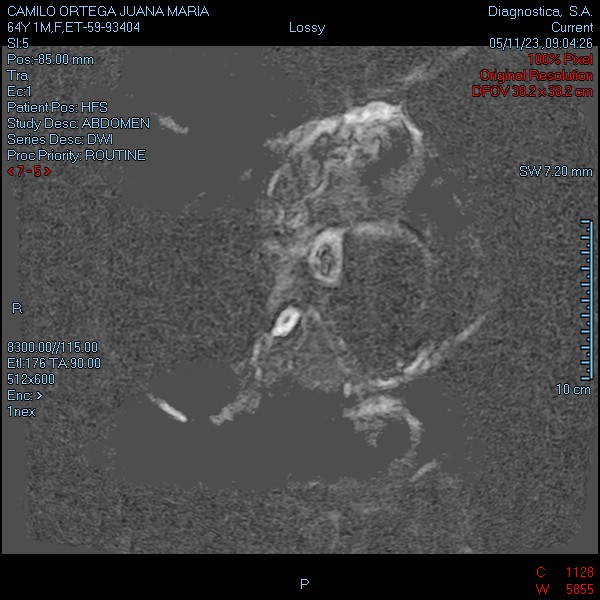 CAMILO ORTEGA JUANA MARIA
64Y 1M,F,ET-59-93404
SI:5
Pos:-85.00 mm
Tra
Ec:1
Patient Pos: HFS
Study Desc: ABDOMEN
Series Desc: DWI
Proc Priority: ROUTINE
< 7 - 5 >
Lossy
Diagnostica, S.A.
Current
05/11/23 ,09:04:26
100% Pixel
Original Resolution
DFOV 38.2 x 38.2 cm
SW 7.20 mm
R
8300.00//115.00
Etl:176 TA:90.00
512x600
Enc: >
1nex
10 cm
P
C 1128
W 5855